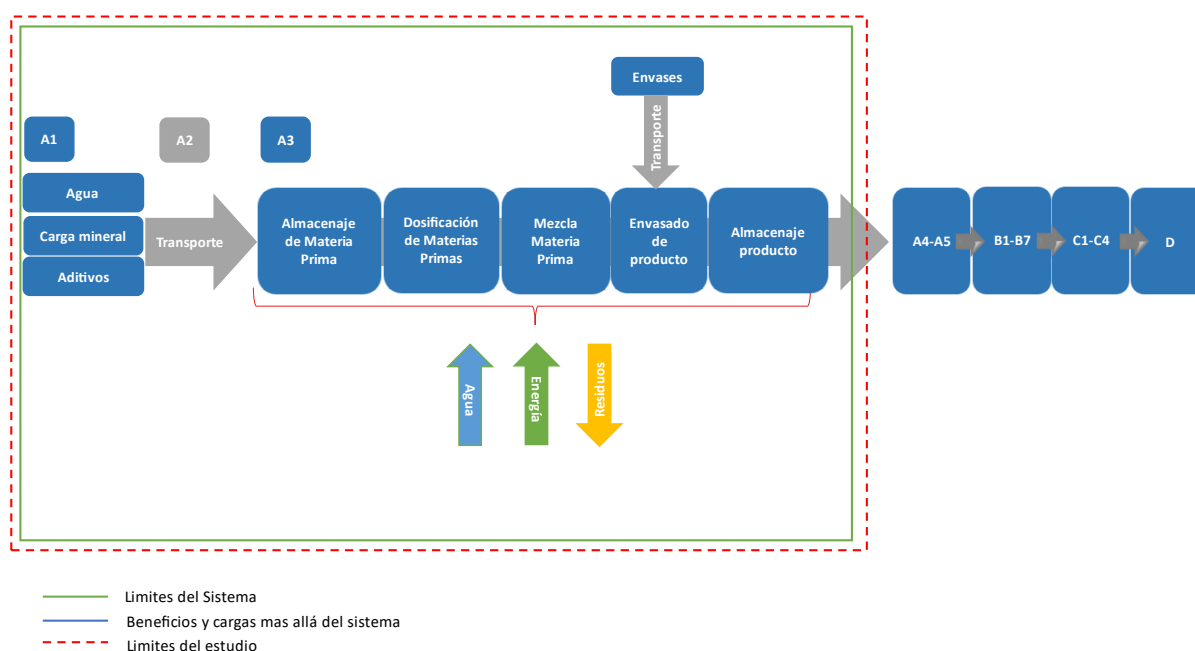 Envases
Transporte
A1
A2
A3
Agua
Carga mineral
Aditivos
Transporte
Almacenaje
de Materia
Prima
Dosificación
de Materias
Primas
Mezcla
Materia
Prima
Envasado
de
producto
Almacenaje
producto
A4-A5
B1-B7
C1-C4
D
Agua
Energía
Residuos
Limites del Sistema
Beneficios y cargas mas allá del sistema
Limites del estudio